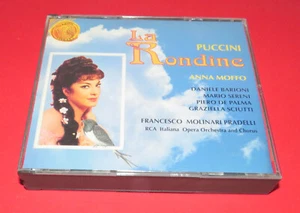 PUCCINI
La
Rondine
ANNA MOFFO
DANIELE BARIONI
MARIO SERENI
PIERO DE PALMA
GRAZIELLA SCIUTTI
FRANCESCO MOLINARI PRADELLI
RCA Italiana Opera Orchestra and Chorus